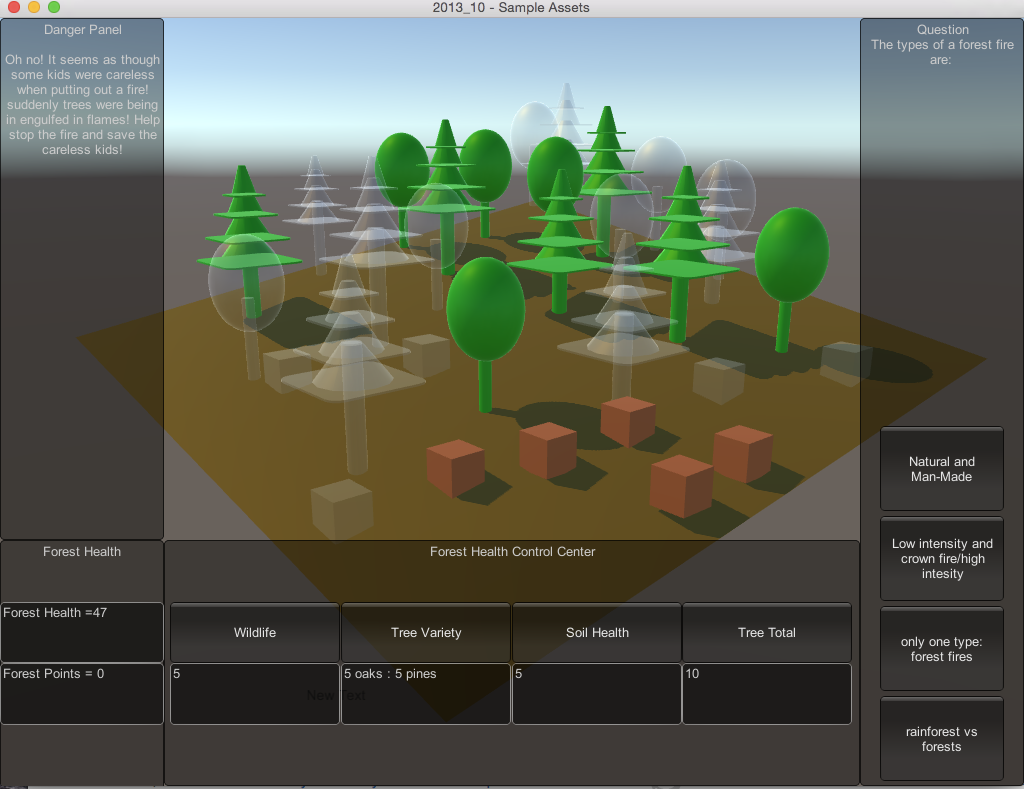 2013_10 - Sample Assets
Danger Panel
Oh no! It seems as though
some kids were careless
when putting out a fire!
suddenly trees were being
in engulfed in flames! Help
stop the fire and save the
careless kids!
Question
The types of a forest fire
are:
Natural and
Man-Made
Low intensity and
crown fire/high
intesity
only one type:
forest fires
rainforest vs
forests
Forest Health
Forest Health =47
Forest Points = 0
Forest Health Control Center
Wildlife
Tree Variety
Soil Health
Tree Total
5
5 oaks : 5 pines
5
10
New Text